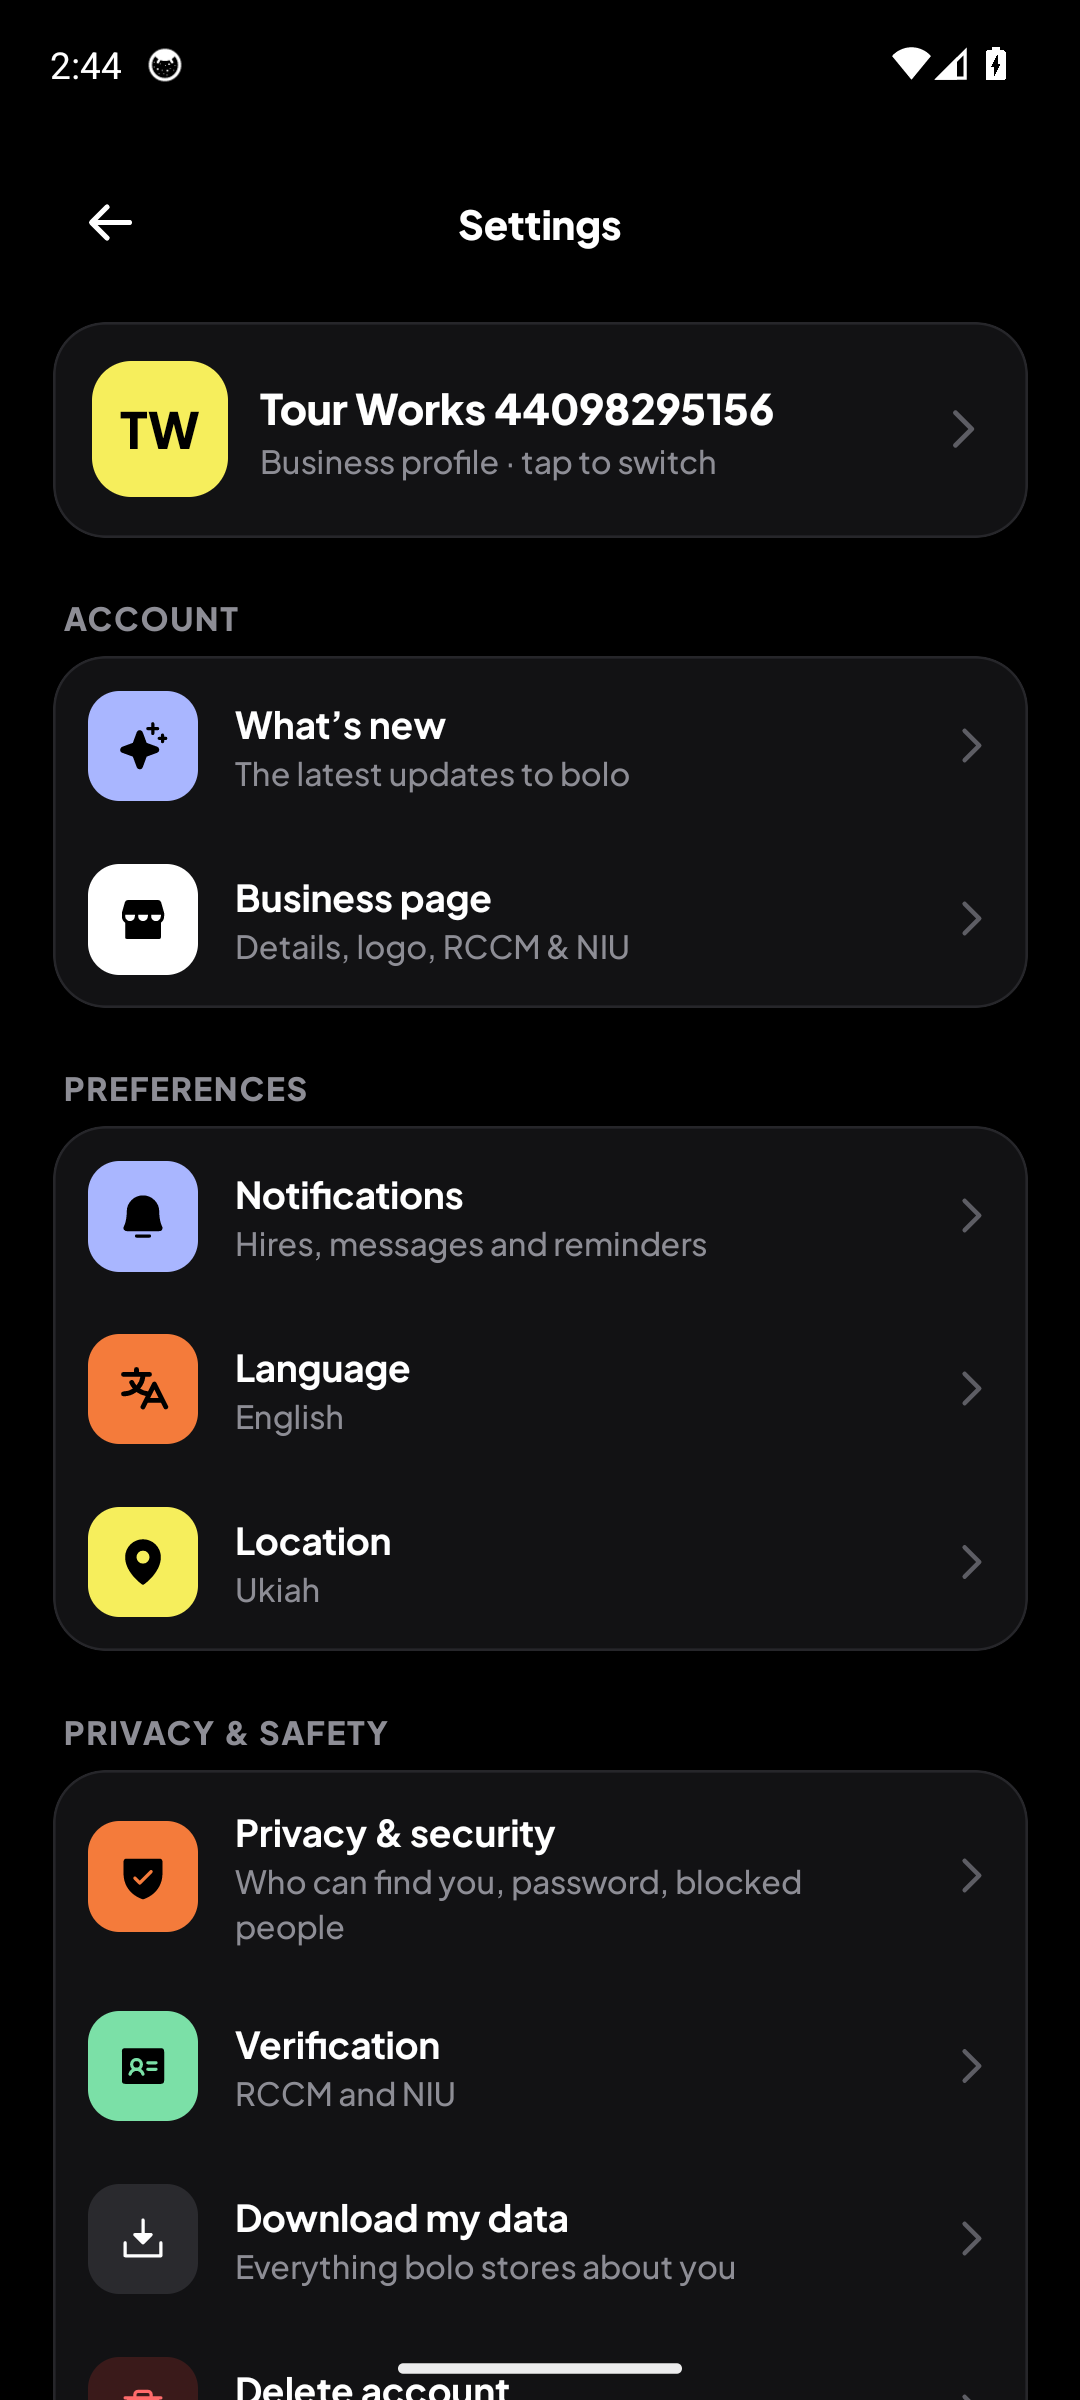 2:44
Settings
TW
Tour Works 44098295156
Business profile · tap to switch
ACCOUNT
What’s new
The latest updates to bolo
Business page
Details, logo, RCCM & NIU
PREFERENCES
Notifications
Hires, messages and reminders
Language
English
Location
Ukiah
PRIVACY & SAFETY
Privacy & security
Who can find you, password, blocked
people
Verification
RCCM and NIU
Download my data
Everything bolo stores about you
Delete account